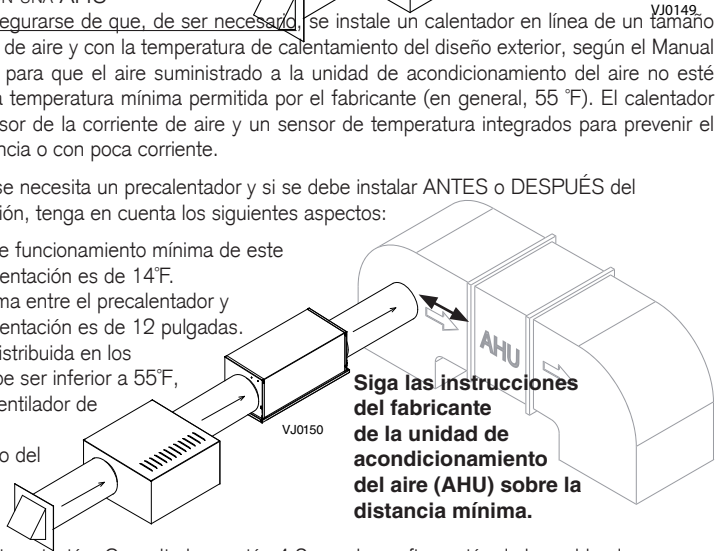 VJ0149
egurarse de que, de ser necesario, se instale un calentador en línea de un tamaño
de aire y con la temperatura de calentamiento del diseño exterior, según el Manual
para que el aire suministrado a la unidad de acondicionamiento del aire no esté
a temperatura mínima permitida por el fabricante (en general, 55 °F). El calentador
sor de la corriente de aire y un sensor de temperatura integrados para prevenir el
ncia o con poca corriente.
se necesita un precalentador y si se debe instalar ANTES o DESPUÉS del
ión, tenga en cuenta los siguientes aspectos:
e funcionamiento mínima de este
entación es de 14°F.
ma entre el precalentador y
entación es de 12 pulgadas.
istribuida en los
be ser inferior a 55°F,
entilador de
o del
VJ0150
AHU
Siga las instrucciones
del fabricante
de la unidad de
acondicionamiento
del aire (AHU) sobre la
distancia mínima.